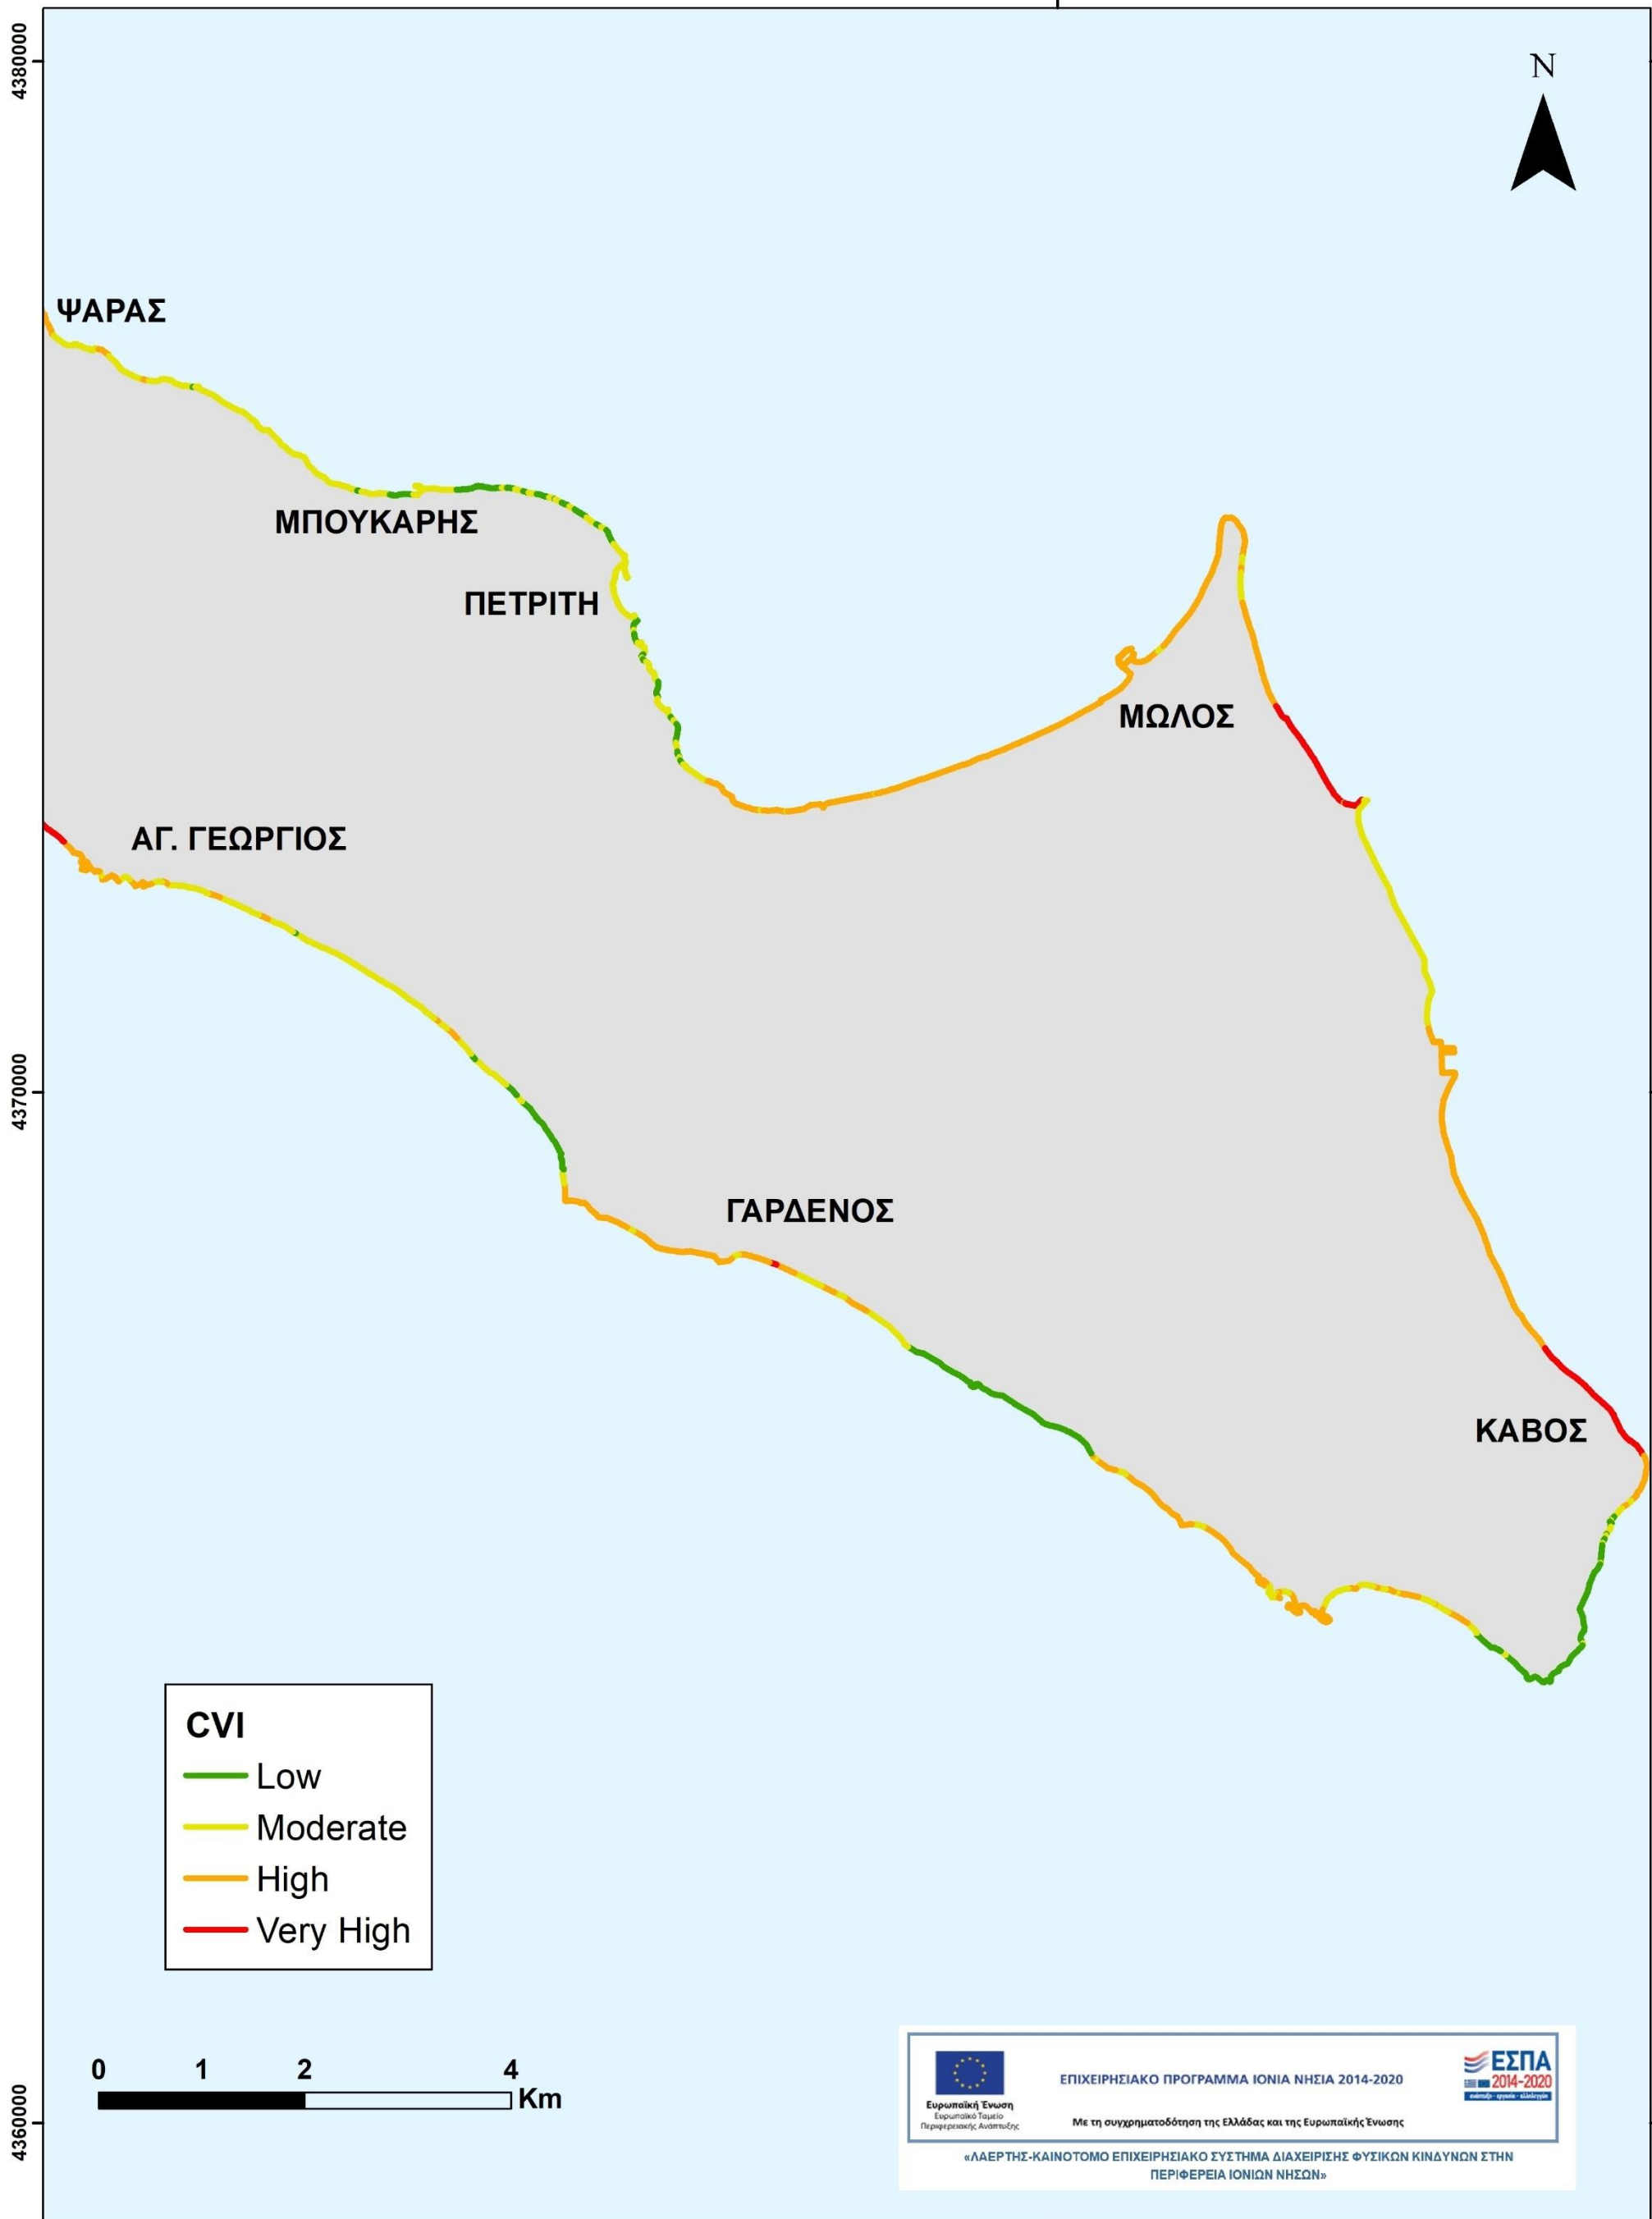 4380000
N
ΨΑΡΑΣ
ΜΠΟΥΚΑΡΗΣ
ΠΕΤΡΙΤΗ
ΜΩΛΟΣ
ΑΓ. ΓΕΩΡΓΙΟΣ
4370000
ΓΑΡΔΕΝΟΣ
ΚΑΒΟΣ
CVI
Low
Moderate
High
Very High
0 1 2 4
Km
4360000
Ευρωπαϊκή Ένωση
Ευρωπαϊκό Ταμείο
Περιφερειακής Ανάπτυξης
ΕΠΙΧΕΙΡΗΣΙΑΚΟ ΠΡΟΓΡΑΜΜΑ ΙΟΝΙΑ ΝΗΣΙΑ 2014-2020
Με τη συγχρηματοδότηση της Ελλάδας και της Ευρωπαϊκής Ένωσης
ΕΣΠΑ
2014-2020
ανάπτυξη - εργασία - αλληλεγγύη
«ΛΑΕΡΤΗΣ-ΚΑΙΝΟΤΟΜΟ ΕΠΙΧΕΙΡΗΣΙΑΚΟ ΣΥΣΤΗΜΑ ΔΙΑΧΕΙΡΙΣΗΣ ΦΥΣΙΚΩΝ ΚΙΝΔΥΝΩΝ ΣΤΗΝ
ΠΕΡΙΦΕΡΕΙΑ ΙΟΝΙΩΝ ΝΗΣΩΝ»